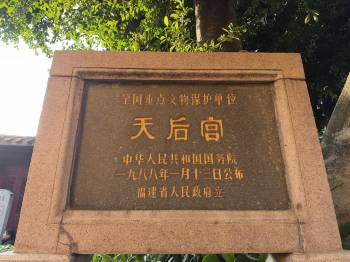 全国重点文物保护单位
天后宫
中华人民共和国国务院
一九八八年一月十三日公布
福建省人民政府立